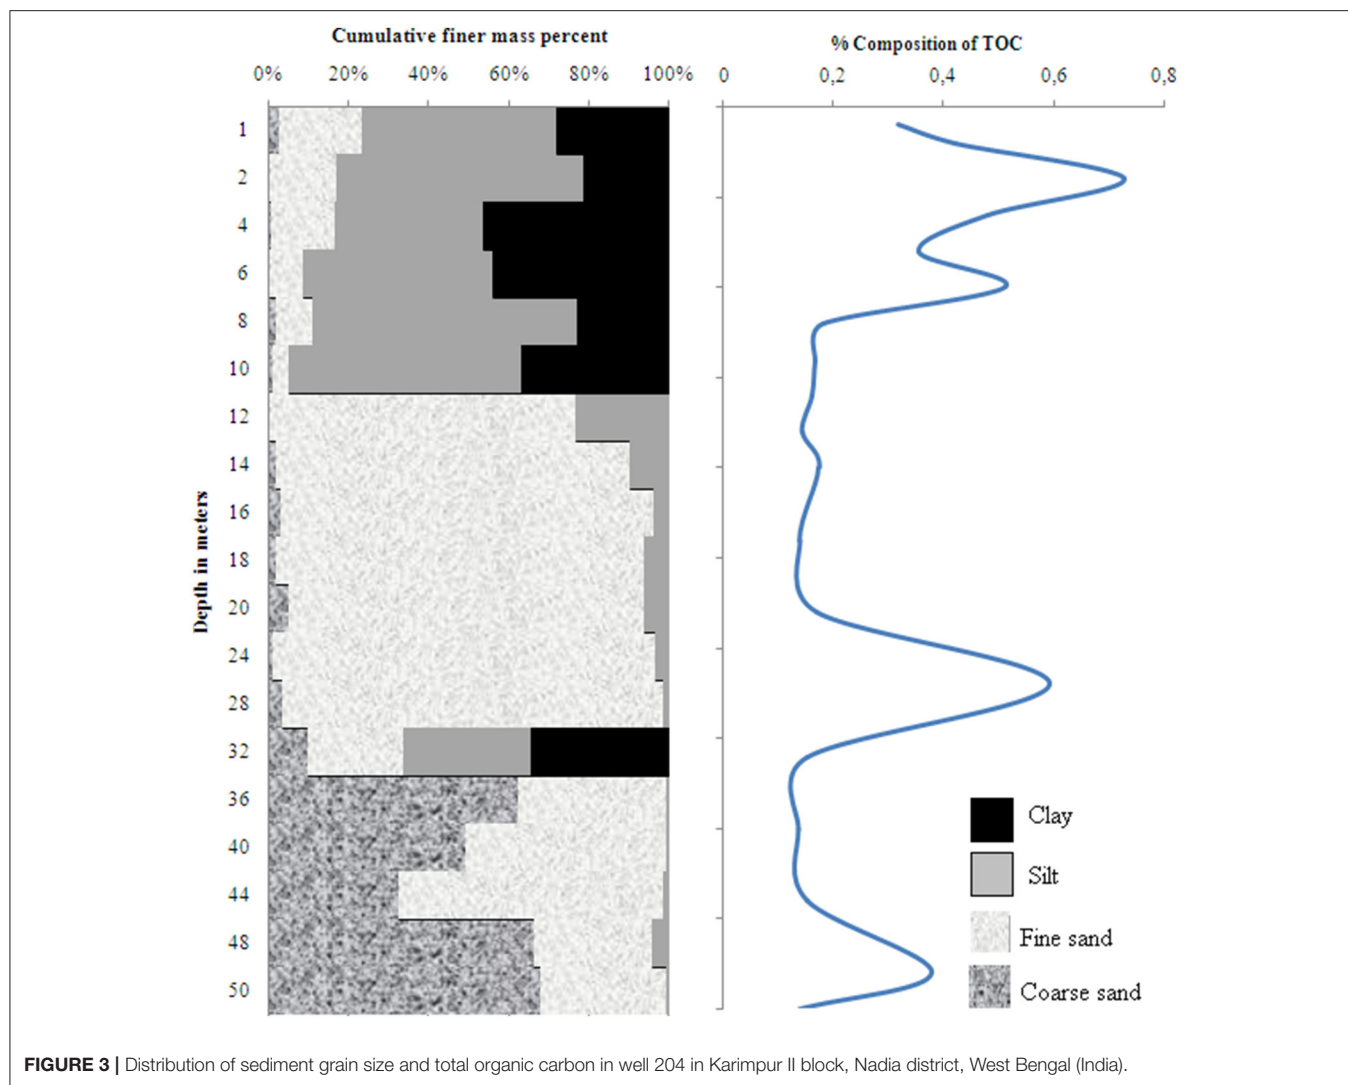 Cumulative finer mass percent
0% 20% 40% 60% 80% 100%
Depth in meters
1
2
4
6
8
10
12
14
16
18
20
24
28
32
36
40
44
48
50
% Composition of TOC
0 0,2 0,4 0,6 0,8
Clay
Silt
Fine sand
Coarse sand
FIGURE 3 | Distribution of sediment grain size and total organic carbon in well 204 in Karimpur II block, Nadia district, West Bengal (India).